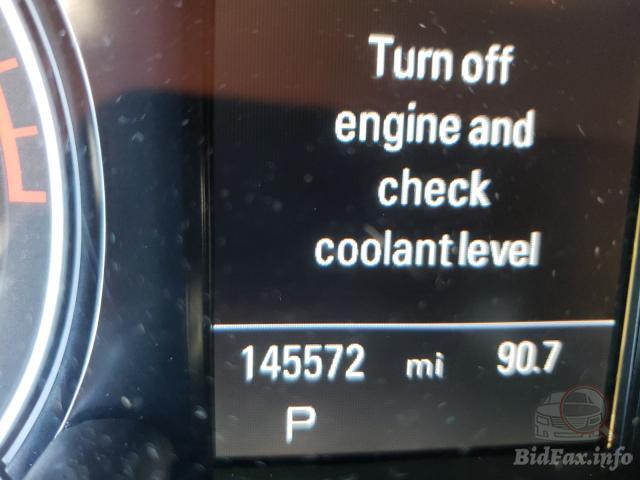 Turn off
engine and
check
coolant level
145572 mi 90.7
P
BidFax.info